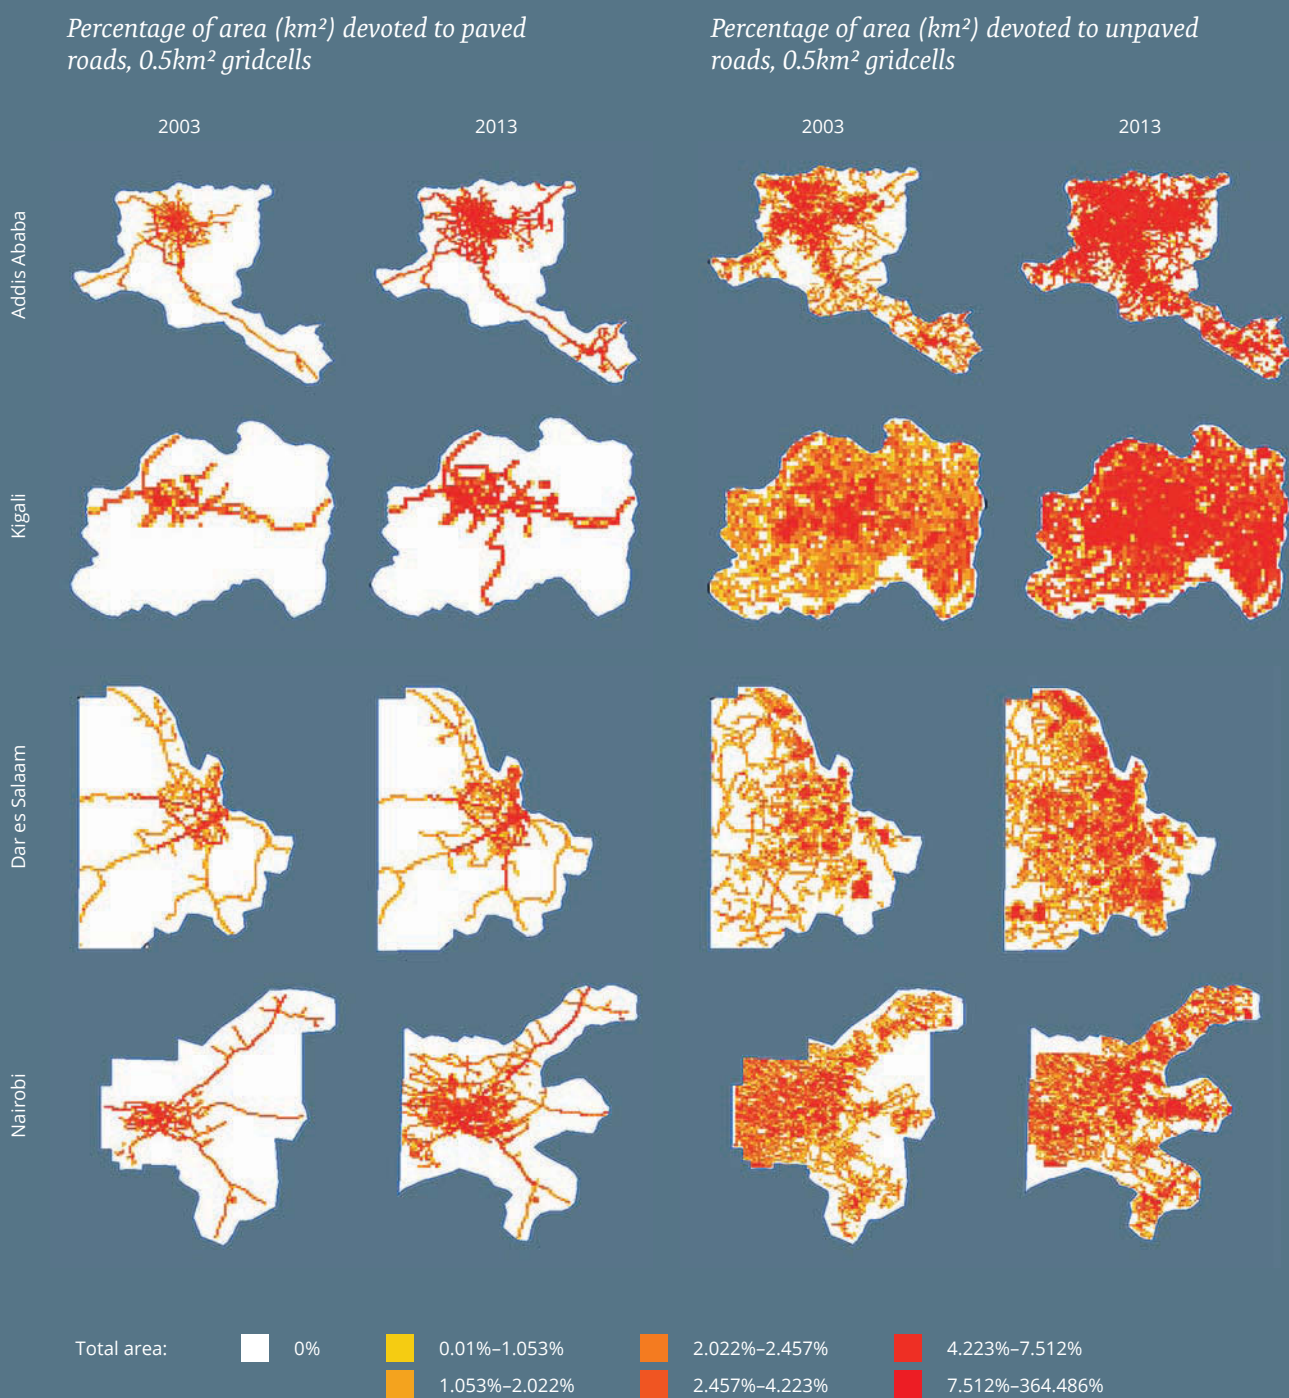 Percentage of area (km²) devoted to paved
roads, 0.5km² gridcells
Percentage of area (km²) devoted to unpaved
roads, 0.5km² gridcells
2003
2013
2003
2013
Addis Ababa
Kigali
Dar es Salaam
Nairobi
Total area:
0%
0.01%–1.053%
2.022%–2.457%
4.223%–7.512%
1.053%–2.022%
2.457%–4.223%
7.512%–364.486%